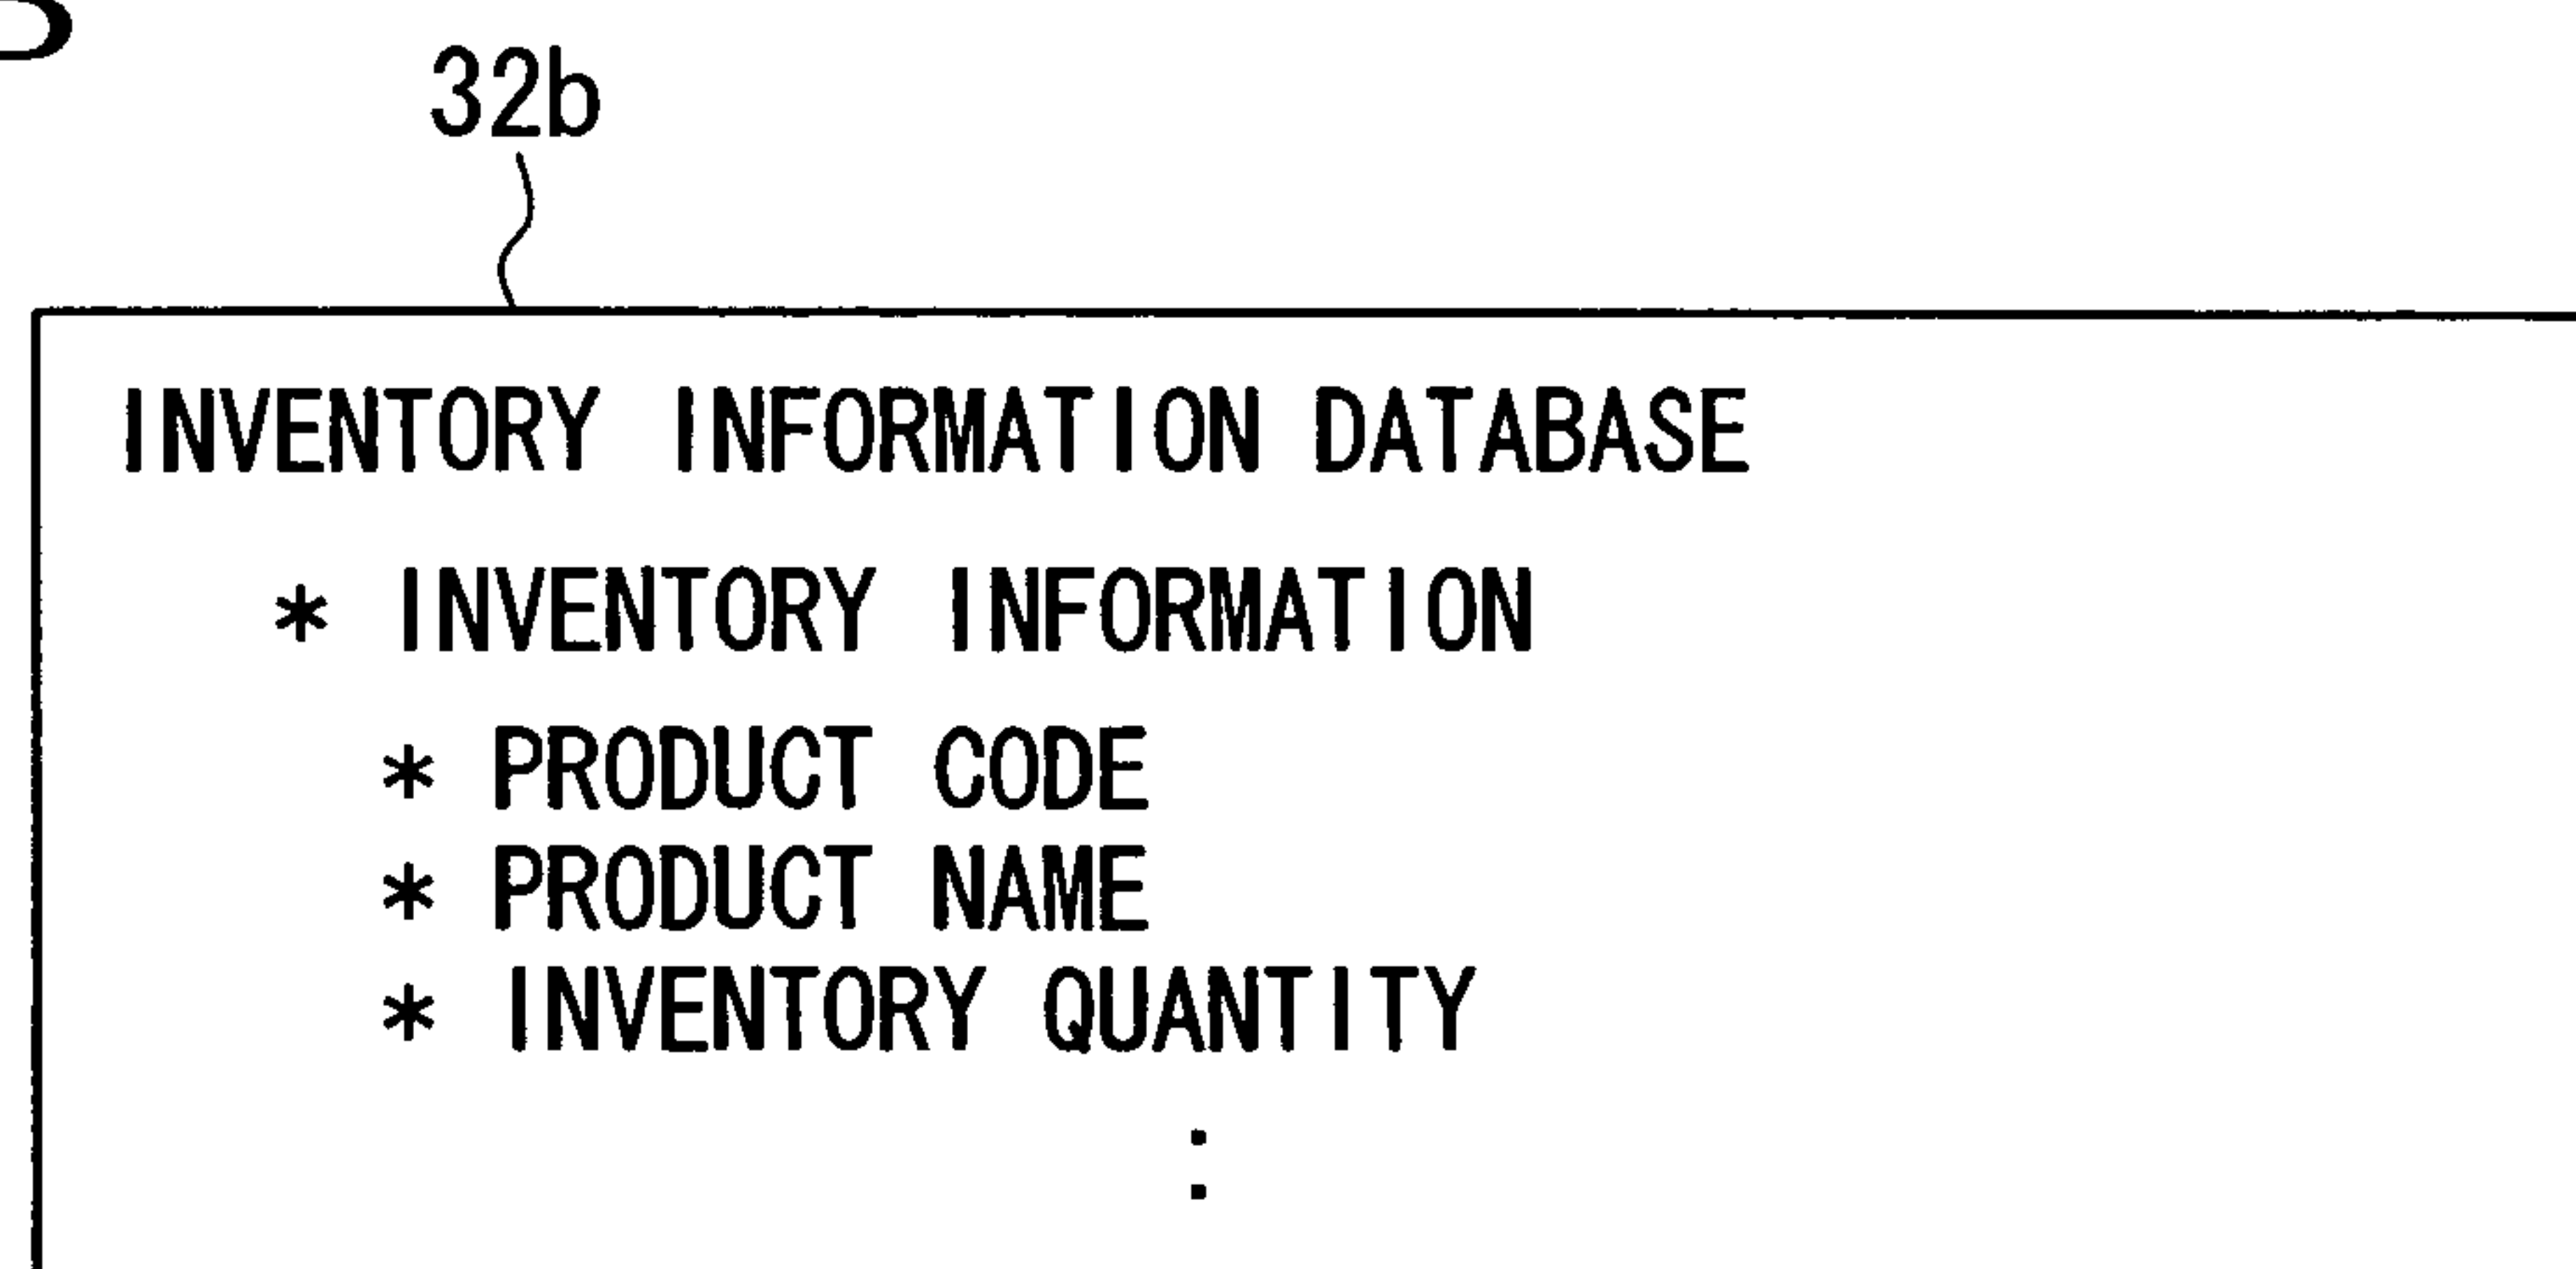 32b
INVENTORY INFORMATION DATABASE
* INVENTORY INFORMATION
* PRODUCT CODE
* PRODUCT NAME
* INVENTORY QUANTITY
: